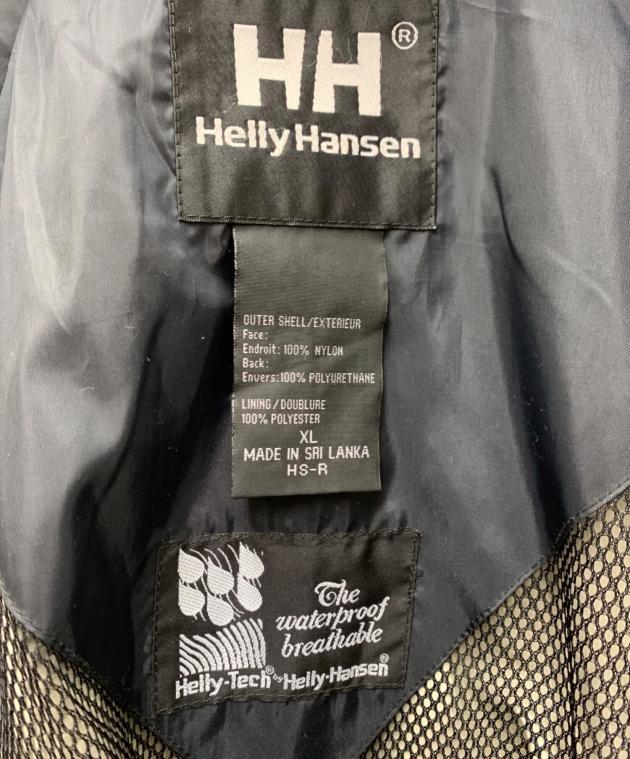 HH®
Helly Hansen
OUTER SHELL/EXTERIEUR
Face:
Endroit: 100% NYLON
Back:
Envers: 100% POLYURETHANE
LINING/DOUBLURE
100% POLYESTER
XL
MADE IN SRI LANKA
HS-R
The
waterproof
breathable
Helly-Tech® by Helly-Hansen®